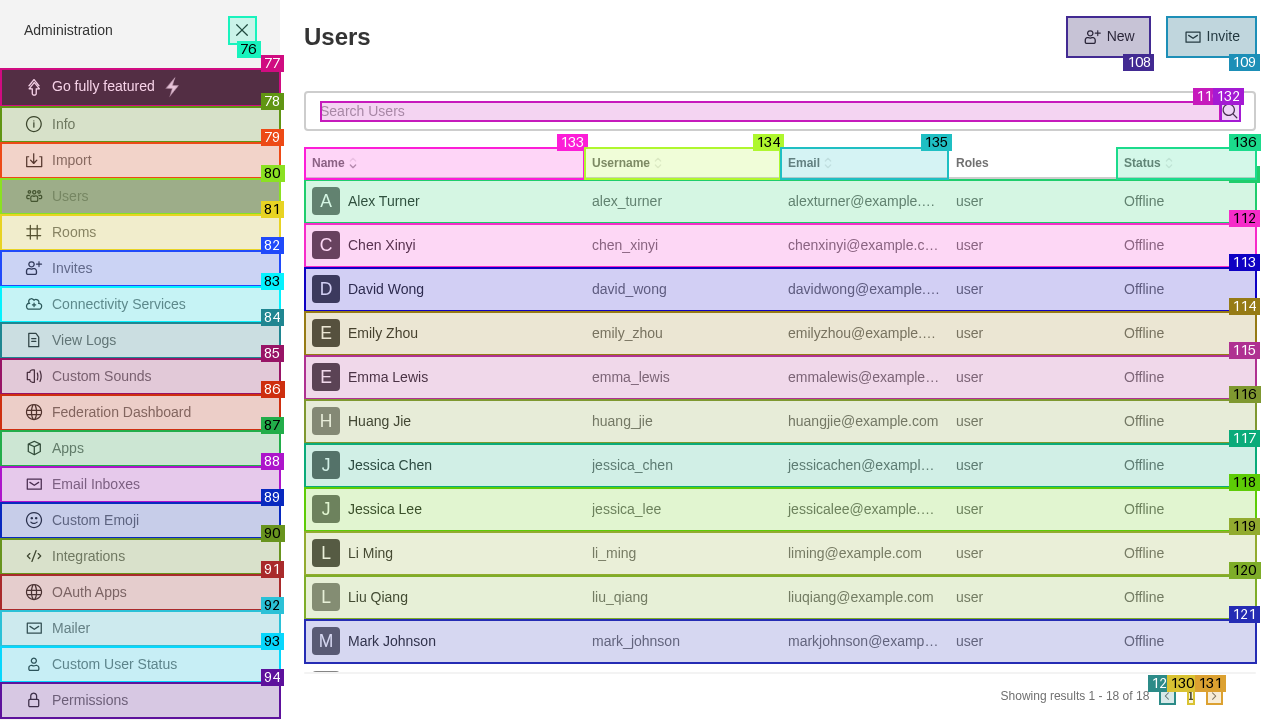 Administration
76
77
Go fully featured
78
Info
79
Import
80
Users
81
Rooms
82
Invites
83
Connectivity Services
84
View Logs
85
Custom Sounds
86
Federation Dashboard
87
Apps
88
Email Inboxes
89
Custom Emoji
90
Integrations
91
OAuth Apps
92
Mailer
93
Custom User Status
94
Permissions
Users
New
Invite
108
109
132
Search Users
133 134 135 136
Name Username Email Roles Status
A Alex Turner alex_turner alexturner@example.… user Offline
112
C Chen Xinyi chen_xinyi chenxinyi@example.c… user Offline
113
D David Wong david_wong davidwong@example.… user Offline
114
E Emily Zhou emily_zhou emilyzhou@example.… user Offline
115
E Emma Lewis emma_lewis emmalewis@example… user Offline
116
H Huang Jie huang_jie huangjie@example.com user Offline
117
J Jessica Chen jessica_chen jessicachen@exampl… user Offline
118
J Jessica Lee jessica_lee jessicalee@example.… user Offline
119
L Li Ming li_ming liming@example.com user Offline
120
L Liu Qiang liu_qiang liuqiang@example.com user Offline
121
M Mark Johnson mark_johnson markjohnson@examp… user Offline
130 131
Showing results 1 - 18 of 18 1